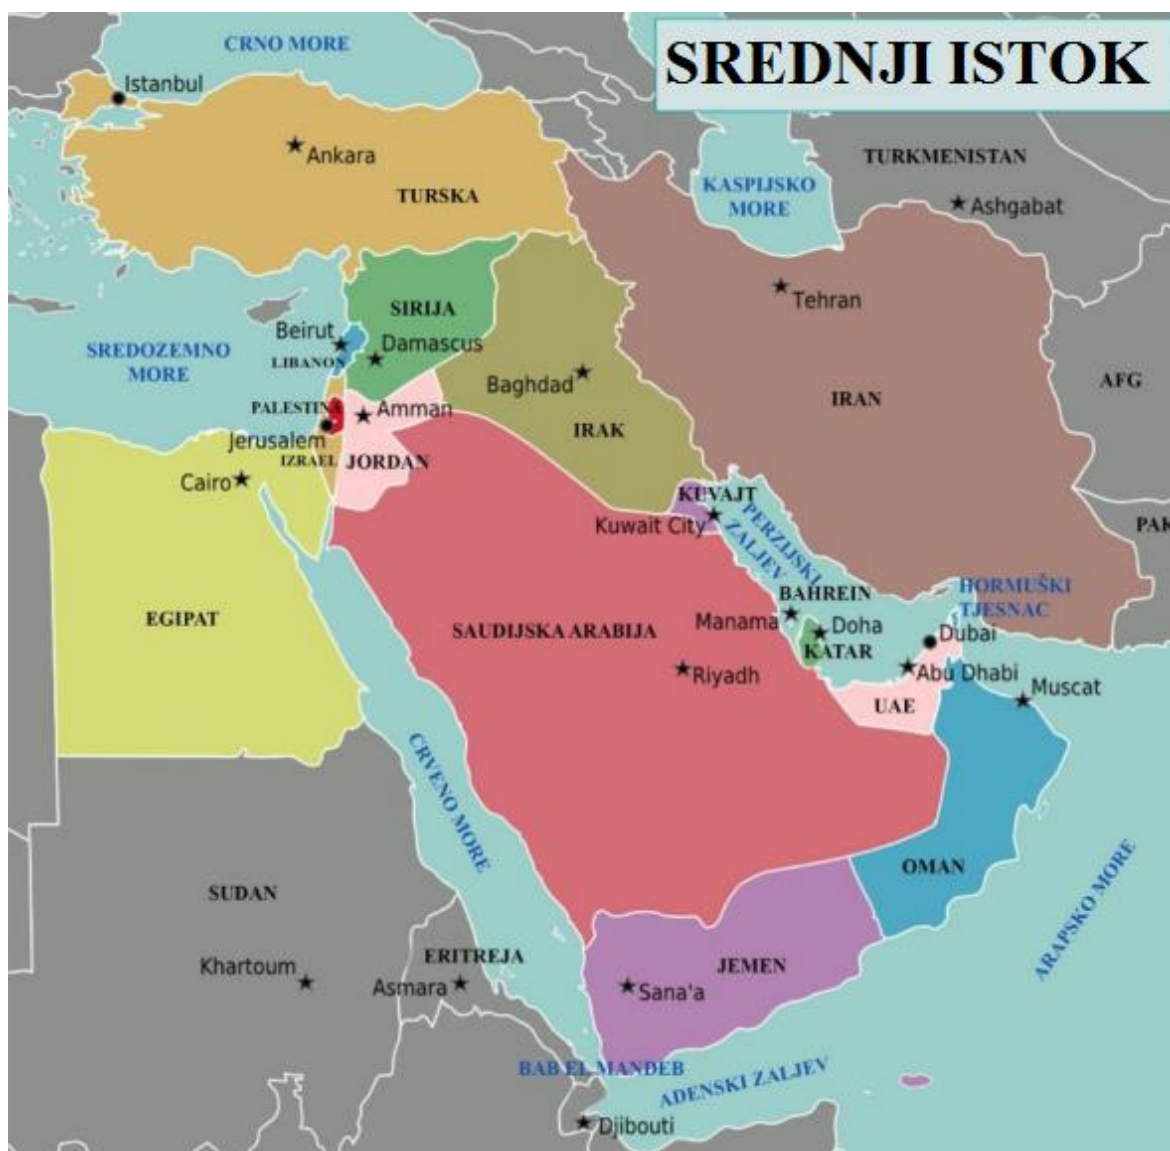 SREDNJI ISTOK
CRNO MORE
Istanbul
Ankara
TURSKA
KASPIJSKO
MORE
TURKMENISTAN
Ashgabat
Tehran
SIRIJA
Beirut
Damascus
LIBANON
SREDOZEMNO
MORE
Baghdad
IRAK
IRAN
AFG
PALESTINA
Amman
Jerusalem
IZRAEL
JORDAN
Cairo
KUVAJT
Kuwait City
PERZIJSKI
ZALJEV
PAK
EGIPAT
SAUDIJSKA ARABIJA
Riyadh
BAHREIN
Manama
Doha
KATAR
HORMUŠKI
TJESNAC
Dubai
Abu Dhabi
UAE
Muscat
CRVENO MORE
OMAN
ARAPSKO MORE
SUDAN
Khartoum
ERITREJA
Asmara
JEMEN
Sana'a
BAB EL MANDEB
ADENSKI ZALJEV
Djibouti